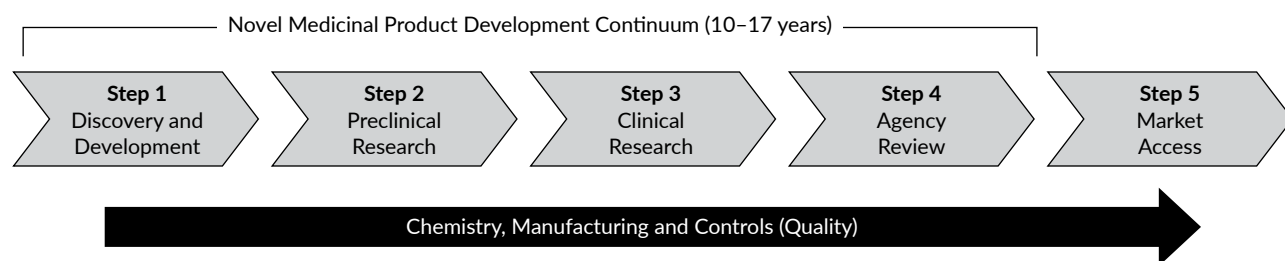 Novel Medicinal Product Development Continuum (10–17 years)
Step 1
Discovery and
Development
Step 2
Preclinical
Research
Step 3
Clinical
Research
Step 4
Agency
Review
Step 5
Market
Access
Chemistry, Manufacturing and Controls (Quality)